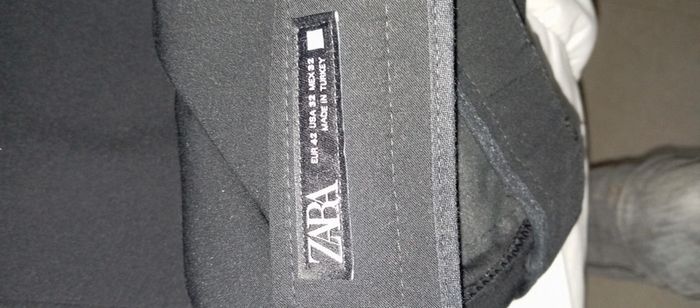 ZARA
EUR 42 USA 32 MEX 32
MADE IN TURKEY